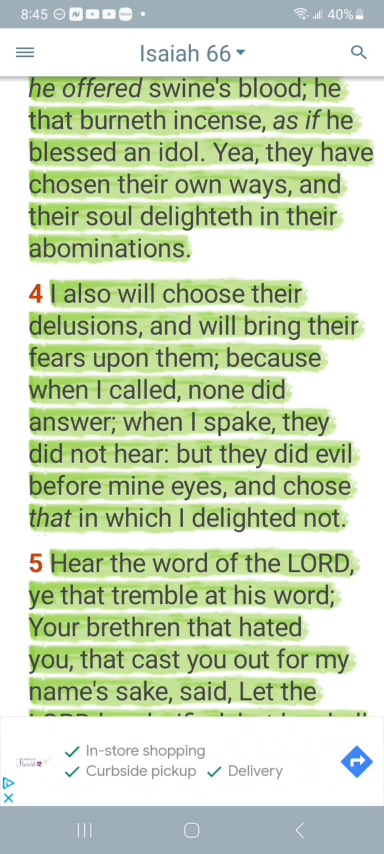 8:45
40%
Isaiah 66
he offered swine's blood; he
that burneth incense, as if he
blessed an idol. Yea, they have
chosen their own ways, and
their soul delighteth in their
abominations.
4 I also will choose their
delusions, and will bring their
fears upon them; because
when I called, none did
answer; when I spake, they
did not hear: but they did evil
before mine eyes, and chose
that in which I delighted not.
5 Hear the word of the LORD,
ye that tremble at his word;
Your brethren that hated
you, that cast you out for my
name's sake, said, Let the
In-store shopping
Curbside pickup Delivery